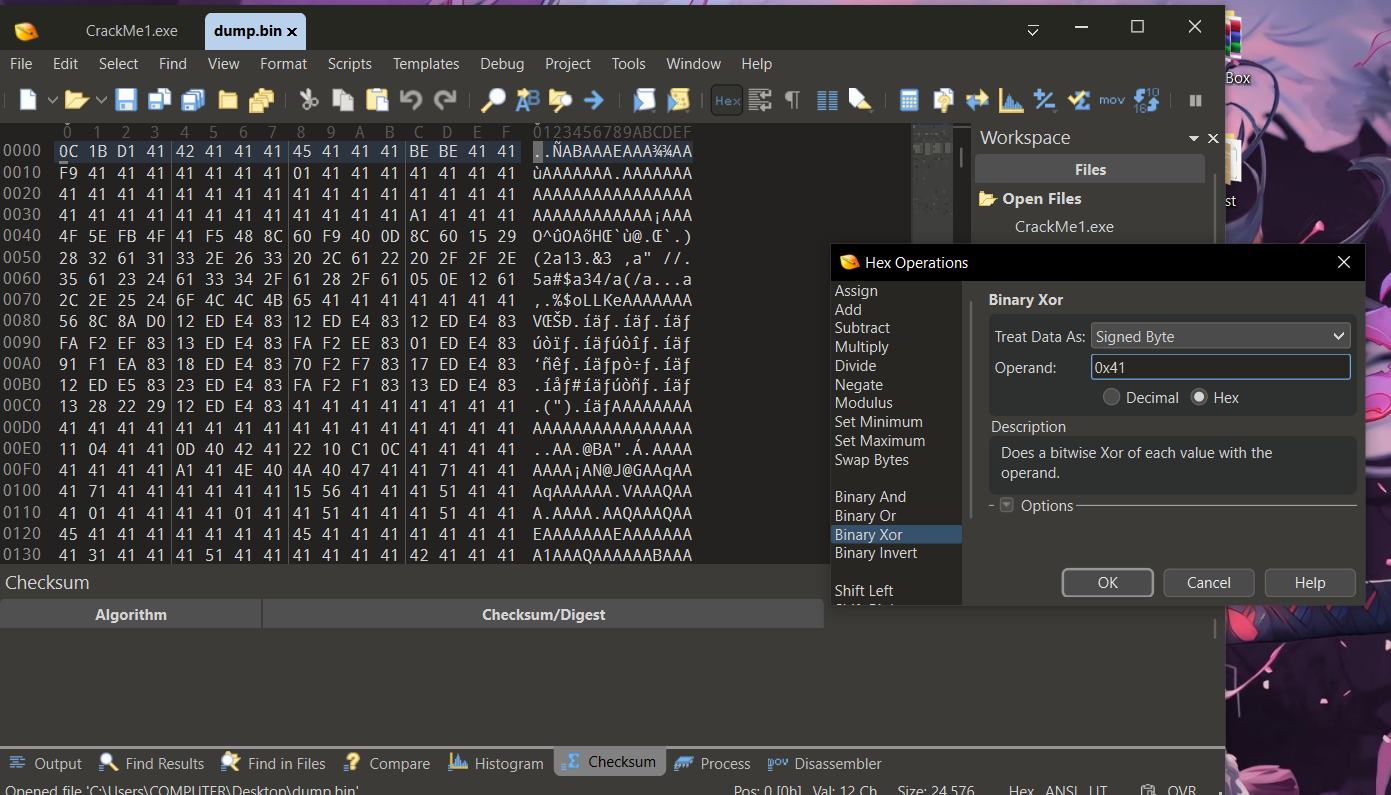 CrackMe1.exe
dump.bin
File Edit Select Find View Format Scripts Templates Debug Project Tools Window Help
Hex
0 1 2 3 4 5 6 7 8 9 A B C D E F 0123456789ABCDEF
0000 0C 1B D1 41 42 41 41 41 45 41 41 41 BE BE 41 41 ..ÑABAAAEAAA¾¾AA
0010 F9 41 41 41 41 41 41 41 01 41 41 41 41 41 41 41 ùAAAAAAA.AAAAAAA
0020 41 41 41 41 41 41 41 41 41 41 41 41 41 41 41 41 AAAAAAAAAAAAAAAA
0030 41 41 41 41 41 41 41 41 41 41 41 41 A1 41 41 41 AAAAAAAAAAAA¡AAA
0040 4F 5E FB 4F 41 F5 48 8C 60 F9 40 0D 8C 60 15 29 O^ûOAõHŒ`ù@.Œ`.)
0050 28 32 61 31 33 2E 26 33 20 2C 61 22 20 2F 2F 2E (2a13.&3 ,a" //.
0060 35 61 23 24 61 33 34 2F 61 28 2F 61 05 0E 12 61 5a#$a34/a(/a...a
0070 2C 2E 25 24 6F 4C 4C 4B 65 41 41 41 41 41 41 41 ,.%$oLLKeAAAAAAA
0080 56 8C 8A D0 12 ED E4 83 12 ED E4 83 12 ED E4 83 VŒŠÐ.íäƒ.íäƒ.íäƒ
0090 FA F2 EF 83 13 ED E4 83 FA F2 EE 83 01 ED E4 83 úòïƒ.íäƒúòîƒ.íäƒ
00A0 91 F1 EA 83 18 ED E4 83 70 F2 F7 83 17 ED E4 83 ‘ñêƒ.íäƒpò÷ƒ.íäƒ
00B0 12 ED E5 83 23 ED E4 83 FA F2 F1 83 13 ED E4 83 .íåƒ#íäƒúòñƒ.íäƒ
00C0 13 28 22 29 12 ED E4 83 41 41 41 41 41 41 41 41 .(").íäƒAAAAAAAA
00D0 41 41 41 41 41 41 41 41 41 41 41 41 41 41 41 41 AAAAAAAAAAAAAAAA
00E0 11 04 41 41 0D 40 42 41 22 10 C1 0C 41 41 41 41 ..AA.@BA".Á.AAAA
00F0 41 41 41 41 A1 41 4E 40 4A 40 47 41 41 71 41 41 AAAA¡AN@J@GAAqAA
0100 41 71 41 41 41 41 41 41 15 56 41 41 41 51 41 41 AqAAAAAA.VAAAQAA
0110 41 01 41 41 41 41 01 41 41 51 41 41 41 51 41 41 A.AAAA.AAQAAAQAA
0120 45 41 41 41 41 41 41 41 45 41 41 41 41 41 41 41 EAAAAAAAEAAAAAAA
0130 41 31 41 41 41 51 41 41 41 41 41 41 42 41 41 41 A1AAAQAAAAAABAAA
Workspace
Files
Open Files
CrackMe1.exe
Box
st
Hex Operations
Assign
Add
Subtract
Multiply
Divide
Negate
Modulus
Set Minimum
Set Maximum
Swap Bytes
Binary And
Binary Or
Binary Xor
Binary Invert
Shift Left
Binary Xor
Treat Data As: Signed Byte
Operand: 0x41
Decimal Hex
Description
Does a bitwise Xor of each value with the
operand.
Options
OK Cancel Help
Checksum
Algorithm Checksum/Digest
Output Find Results Find in Files Compare Histogram Checksum Process Disassembler
Opened file 'C:\Users\COMPUTER\Desktop\dump.bin' Pos: 0 [0h] Val: 12 Ch Size: 24,576 Hex ANSI LIT OVR